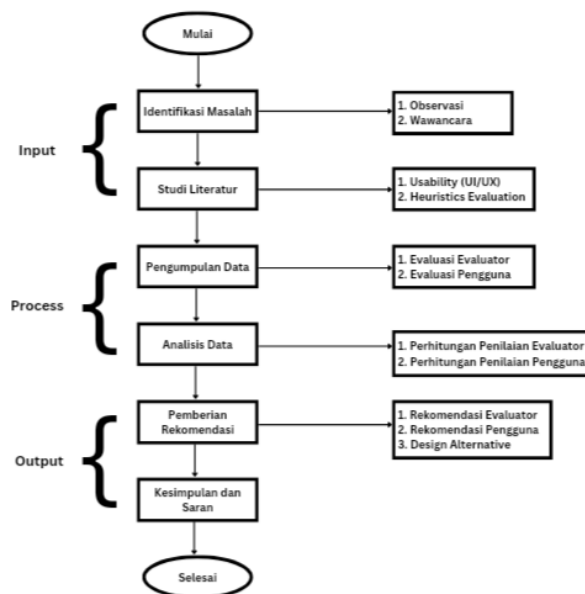 Mulai
Input
Identifikasi Masalah
1. Observasi
2. Wawancara
Studi Literatur
1. Usability (UI/UX)
2. Heuristics Evaluation
Process
Pengumpulan Data
1. Evaluasi Evaluator
2. Evaluasi Pengguna
Analisis Data
1. Perhitungan Penilaian Evaluator
2. Perhitungan Penilaian Pengguna
Output
Pemberian
Rekomendasi
1. Rekomendasi Evaluator
2. Rekomendasi Pengguna
3. Design Alternative
Kesimpulan dan
Saran
Selesai